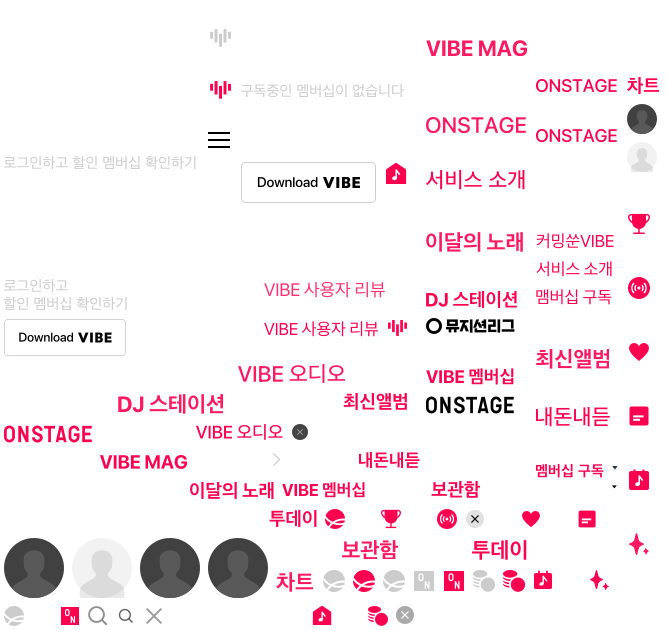 VIBE MAG
ONSTAGE 차트
구독중인 멤버십이 없습니다
ONSTAGE
ONSTAGE
로그인하고 할인 멤버십 확인하기
Download VIBE
서비스 소개
이달의 노래
커밍쑨VIBE
서비스 소개
로그인하고
할인 멤버십 확인하기
VIBE 사용자 리뷰
맴버십 구독
DJ 스테이션
Download VIBE
VIBE 사용자 리뷰
뮤지션리그
최신앨범
VIBE 오디오
VIBE 멤버십
DJ 스테이션
최신앨범
ONSTAGE
내돈내듣
ONSTAGE
VIBE 오디오
VIBE MAG
내돈내듣
멤버십 구독
이달의 노래
VIBE 멤버십
보관함
투데이
보관함
투데이
차트
ON
ON
ON